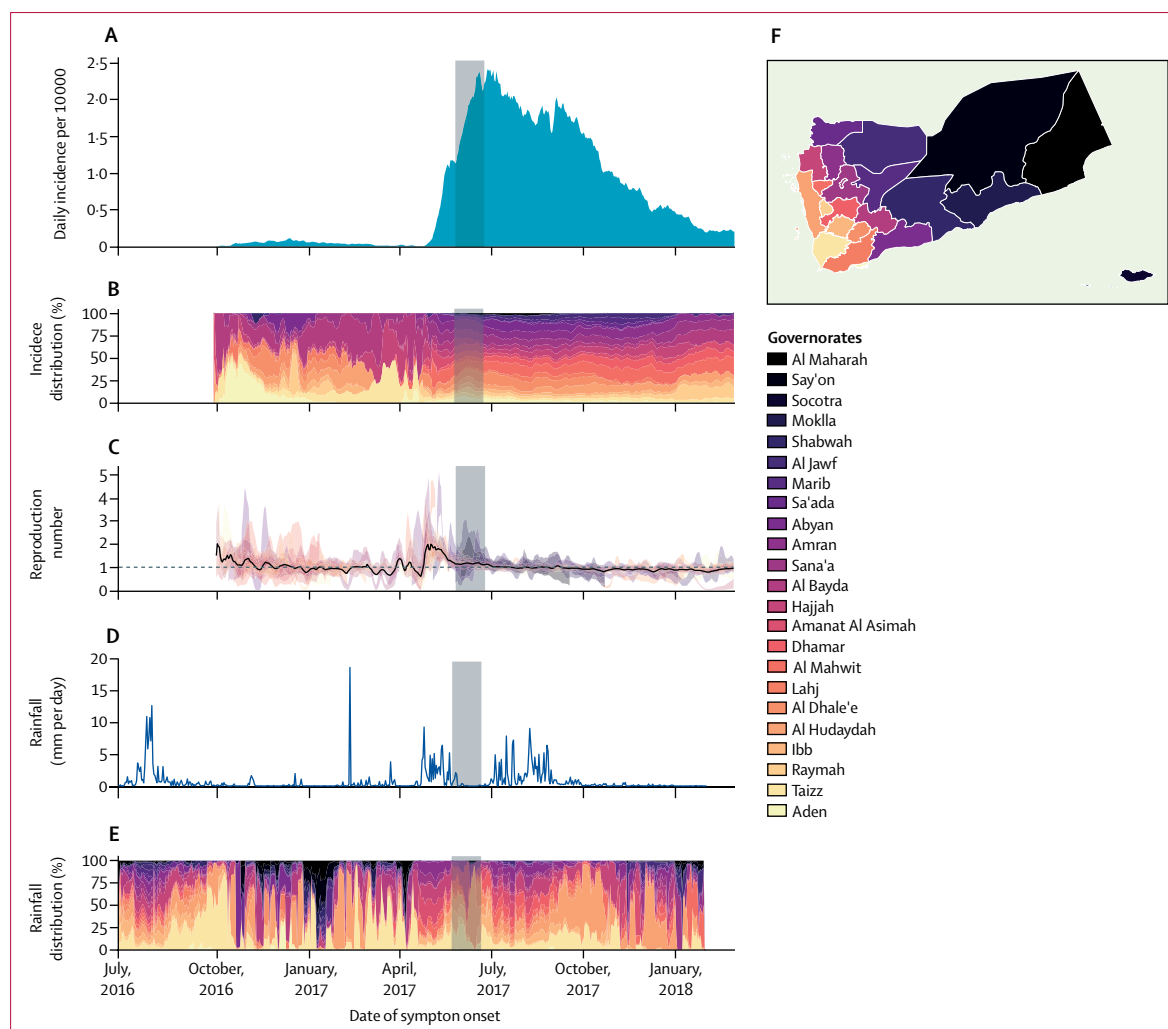 A
Daily incidence per 10000
2·5
2·0
1·5
1·0
0·5
0
B
Incidece
distribution (%)
100
75
50
25
0
July,
2016
October,
2016
January,
2017
April,
2017
July,
2017
October,
2017
January,
2018
C
Reproduction
number
5
4
3
2
1
0
D
Rainfall
(mm per day)
20
15
10
5
0
E
Rainfall
distribution (%)
100
75
50
25
0
Date of sympton onset
F
Governorates
Al Maharah
Say'on
Socotra
Moklla
Shabwah
Al Jawf
Marib
Sa'ada
Abyan
Amran
Sana'a
Al Bayda
Hajjah
Amanat Al Asimah
Dhamar
Al Mahwit
Lahj
Al Dhale'e
Al Hudaydah
Ibb
Raymah
Taizz
Aden